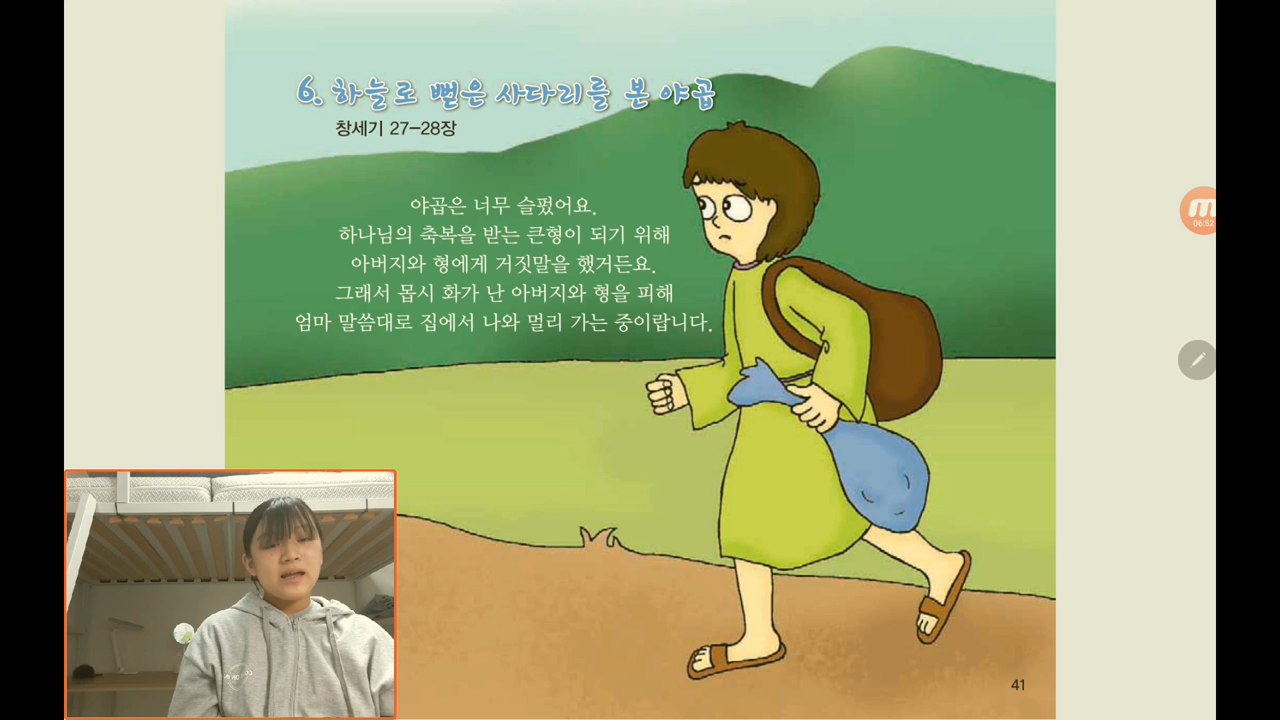 6. 하늘로 뻗은 사다리를 본 야곱
창세기 27-28장
야곱은 너무 슬펐어요.
하나님의 축복을 받는 큰형이 되기 위해
아버지와 형에게 거짓말을 했거든요.
그래서 몹시 화가 난 아버지와 형을 피해
엄마 말씀대로 집에서 나와 멀리 가는 중이랍니다.
41
06:52